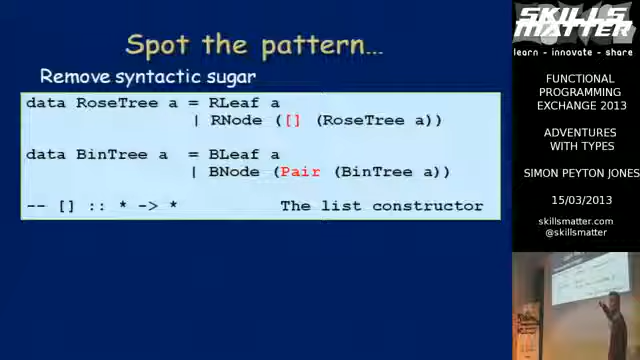 Spot the pattern…
Remove syntactic sugar
data RoseTree a = RLeaf a
| RNode ([] (RoseTree a))
data BinTree a = BLeaf a
| BNode (Pair (BinTree a))
-- [] :: * -> * The list constructor
SKILLS
MATTER
learn - innovate - share
FUNCTIONAL
PROGRAMMING
EXCHANGE 2013
ADVENTURES
WITH TYPES
SIMON PEYTON JONES
15/03/2013
skillsmatter.com
@skillsmatter